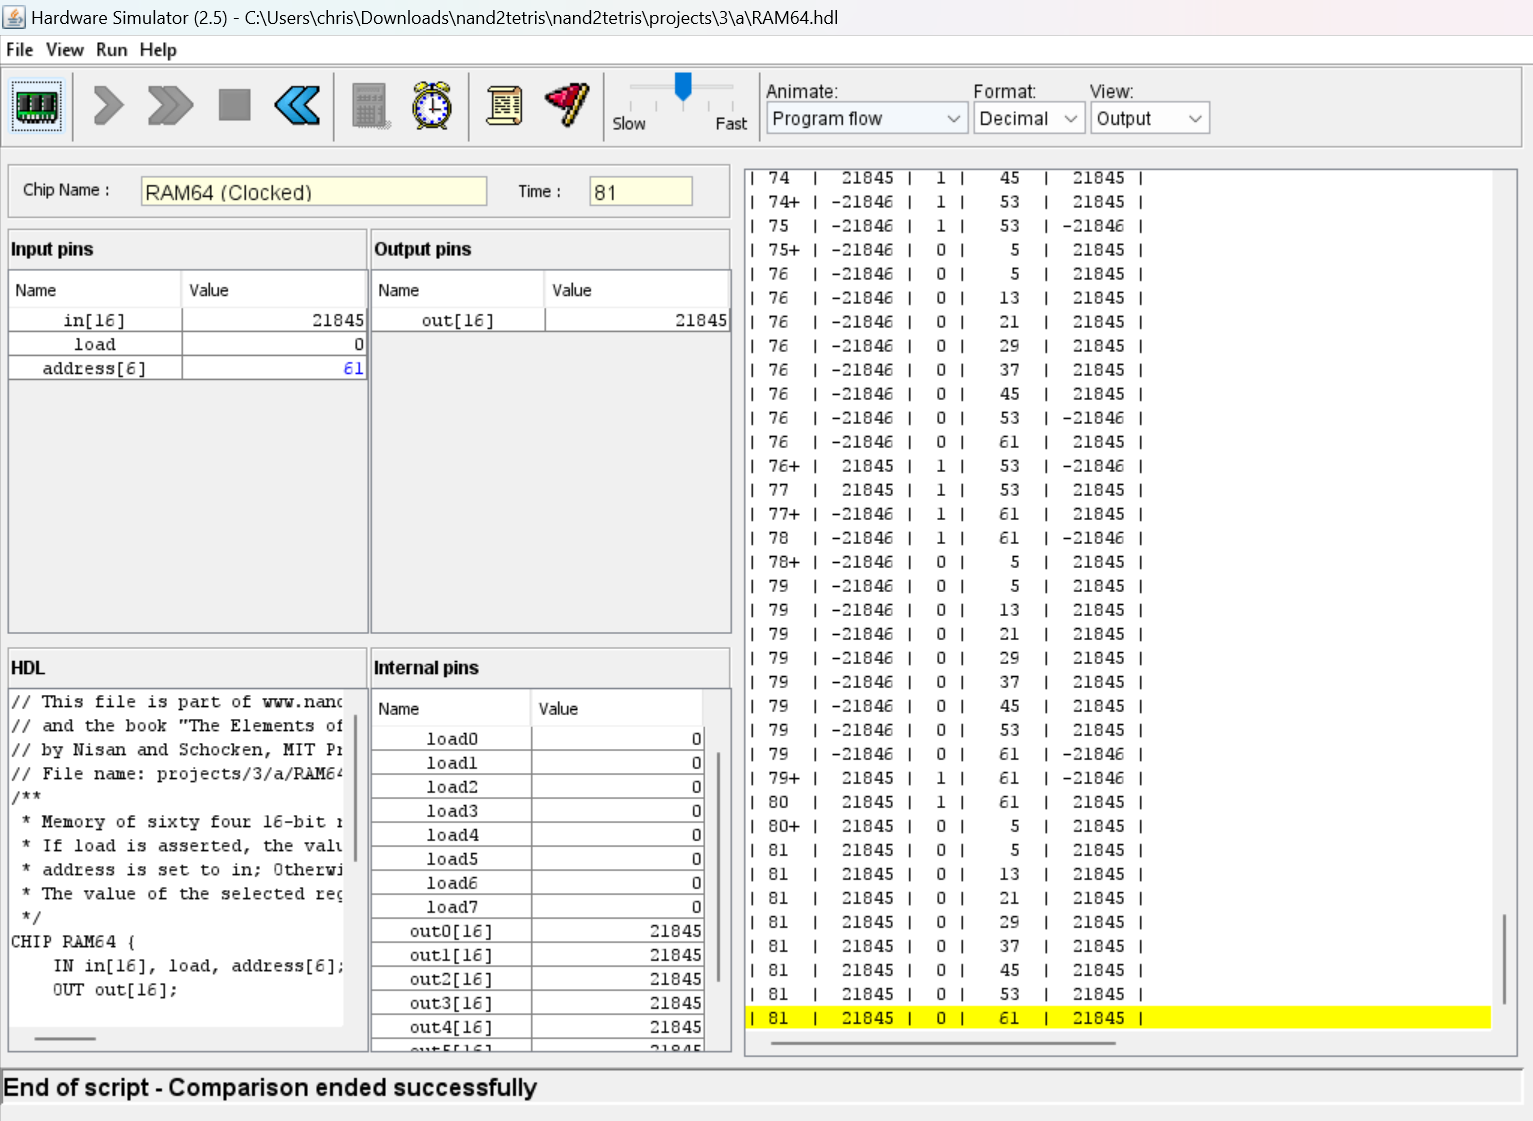 Hardware Simulator (2.5) - C:\Users\chris\Downloads\nand2tetris\nand2tetris\projects\3\a\RAM64.hdl
File View Run Help
Slow Fast
Animate: Format: View:
Program flow Decimal Output
Chip Name : RAM64 (Clocked) Time : 81
Input pins
Name Value
in[16] 21845
load 0
address[6] 61
Output pins
Name Value
out[16] 21845
HDL
// This file is part of www.nand
// and the book "The Elements of
// by Nisan and Schocken, MIT Pr
// File name: projects/3/a/RAM64
/**
* Memory of sixty four 16-bit r
* If load is asserted, the valu
* address is set to in; Otherwi
* The value of the selected reg
*/
CHIP RAM64 {
IN in[16], load, address[6];
OUT out[16];
Internal pins
Name Value
load0 0
load1 0
load2 0
load3 0
load4 0
load5 0
load6 0
load7 0
out0[16] 21845
out1[16] 21845
out2[16] 21845
out3[16] 21845
out4[16] 21845
out5[16] 21845
| 74 | 21845 | 1 | 45 | 21845 |
| 74+ | -21846 | 1 | 53 | 21845 |
| 75 | -21846 | 1 | 53 | -21846 |
| 75+ | -21846 | 0 | 5 | 21845 |
| 76 | -21846 | 0 | 5 | 21845 |
| 76 | -21846 | 0 | 13 | 21845 |
| 76 | -21846 | 0 | 21 | 21845 |
| 76 | -21846 | 0 | 29 | 21845 |
| 76 | -21846 | 0 | 37 | 21845 |
| 76 | -21846 | 0 | 45 | 21845 |
| 76 | -21846 | 0 | 53 | -21846 |
| 76 | -21846 | 0 | 61 | 21845 |
| 76+ | 21845 | 1 | 53 | -21846 |
| 77 | 21845 | 1 | 53 | 21845 |
| 77+ | -21846 | 1 | 61 | 21845 |
| 78 | -21846 | 1 | 61 | -21846 |
| 78+ | -21846 | 0 | 5 | 21845 |
| 79 | -21846 | 0 | 5 | 21845 |
| 79 | -21846 | 0 | 13 | 21845 |
| 79 | -21846 | 0 | 21 | 21845 |
| 79 | -21846 | 0 | 29 | 21845 |
| 79 | -21846 | 0 | 37 | 21845 |
| 79 | -21846 | 0 | 45 | 21845 |
| 79 | -21846 | 0 | 53 | 21845 |
| 79 | -21846 | 0 | 61 | -21846 |
| 79+ | 21845 | 1 | 61 | -21846 |
| 80 | 21845 | 1 | 61 | 21845 |
| 80+ | 21845 | 0 | 5 | 21845 |
| 81 | 21845 | 0 | 5 | 21845 |
| 81 | 21845 | 0 | 13 | 21845 |
| 81 | 21845 | 0 | 21 | 21845 |
| 81 | 21845 | 0 | 29 | 21845 |
| 81 | 21845 | 0 | 37 | 21845 |
| 81 | 21845 | 0 | 45 | 21845 |
| 81 | 21845 | 0 | 53 | 21845 |
| 81 | 21845 | 0 | 61 | 21845 |
End of script - Comparison ended successfully